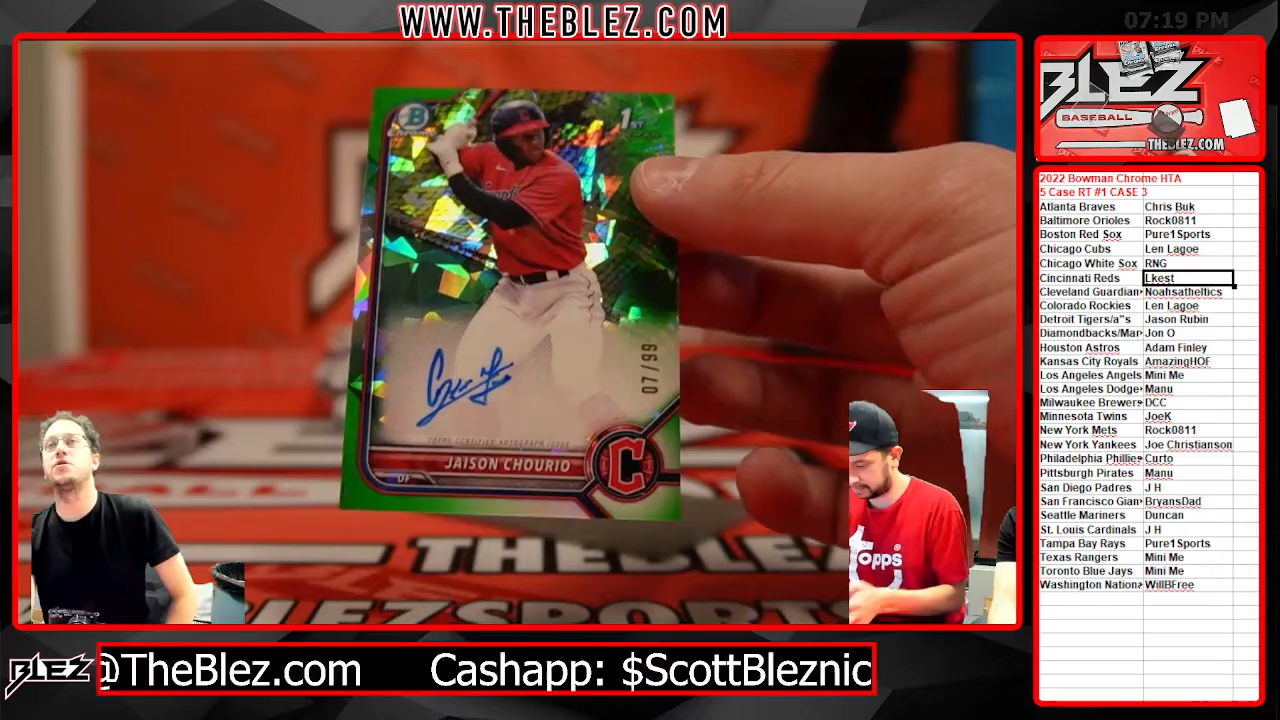 WWW.THEBLEZ.COM
07:19 PM
BLEZ
BASEBALL
THEBLEZ.COM
B
1ST
07/99
TOPPS CERTIFIED AUTOGRAPH ISSUE
JAISON CHOURIO
OF
C
THEBLEZ
BLEZSPORTS
opps
2022 Bowman Chrome HTA
5 Case RT #1 CASE 3
Atlanta Braves Chris Buk
Baltimore Orioles Rock0811
Boston Red Sox Pure1Sports
Chicago Cubs Len Lagoe
Chicago White Sox RNG
Cincinnati Reds Lkest
Cleveland Guardian Noahsatheltics
Colorado Rockies Len Lagoe
Detroit Tigers/a"s Jason Rubin
Diamondbacks/Mar Jon O
Houston Astros Adam Finley
Kansas City Royals AmazingHOF
Los Angeles Angels Mini Me
Los Angeles Dodge Manu
Milwaukee Brewers DCC
Minnesota Twins JoeK
New York Mets Rock0811
New York Yankees Joe Christianson
Philadelphia Phillies Curto
Pittsburgh Pirates Manu
San Diego Padres J H
San Francisco Gian BryansDad
Seattle Mariners Duncan
St. Louis Cardinals J H
Tampa Bay Rays Pure1Sports
Texas Rangers Mini Me
Toronto Blue Jays Mini Me
Washington Nationa WillBFree
BLEZ
@TheBlez.com Cashapp: $ScottBleznic